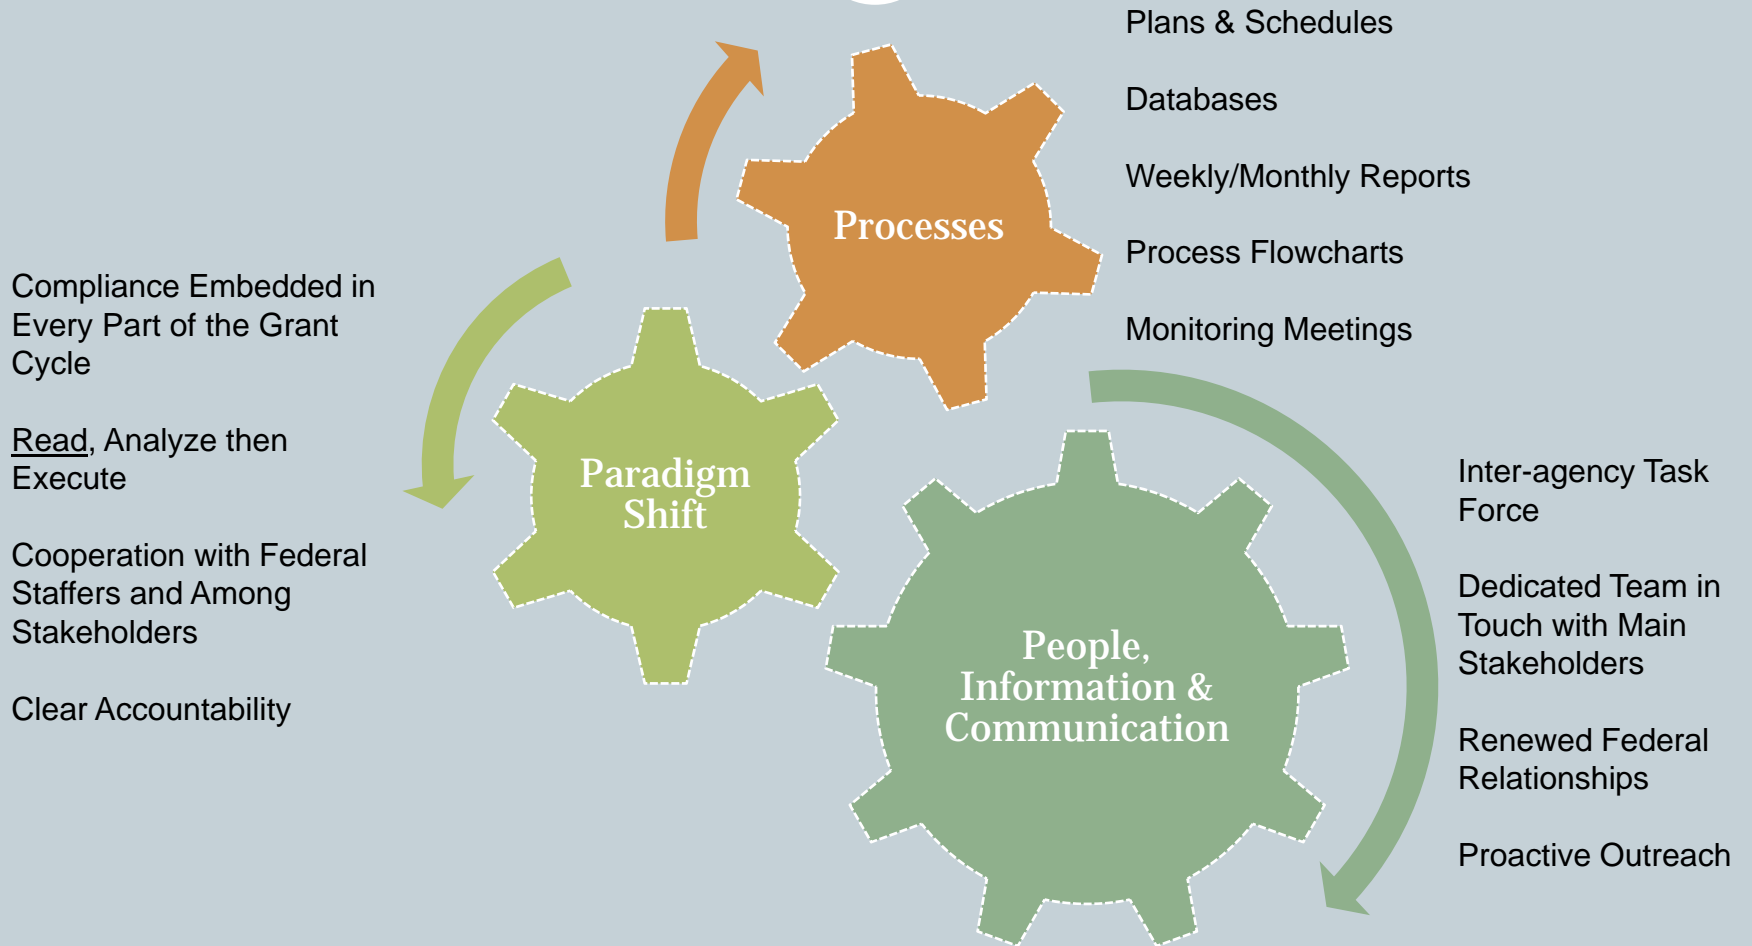 Plans & Schedules
Databases
Weekly/Monthly Reports
Process Flowcharts
Monitoring Meetings
Processes
Compliance Embedded in
Every Part of the Grant
Cycle
Read, Analyze then
Execute
Cooperation with Federal
Staffers and Among
Stakeholders
Clear Accountability
Paradigm
Shift
People,
Information &
Communication
Inter-agency Task
Force
Dedicated Team in
Touch with Main
Stakeholders
Renewed Federal
Relationships
Proactive Outreach